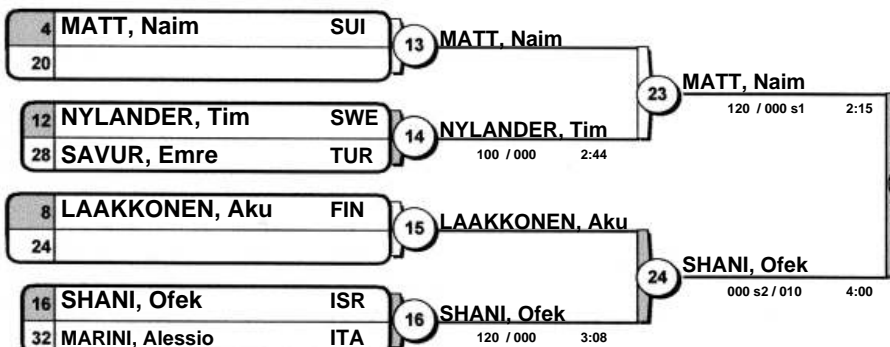 4 MATT, Naim SUI
20
13 MATT, Naim
12 NYLANDER, Tim SWE
28 SAVUR, Emre TUR
14 NYLANDER, Tim
100 / 000 2:44
23 MATT, Naim
120 / 000 s1 2:15
8 LAAKKONEN, Aku FIN
24
15 LAAKKONEN, Aku
16 SHANI, Ofek ISR
32 MARINI, Alessio ITA
16 SHANI, Ofek
120 / 000 3:08
24 SHANI, Ofek
000 s2 / 010 4:00